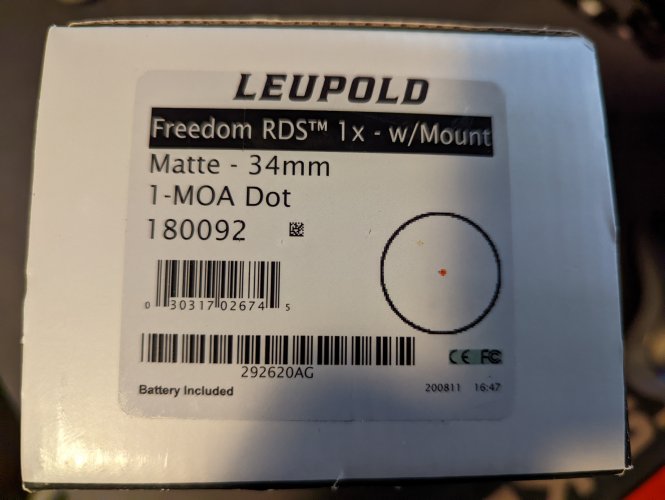 LEUPOLD
Freedom RDS™ 1x - w/Mount
Matte - 34mm
1-MOA Dot
180092
0 30317 02674 5
292620AG
CE FC
Battery Included
200811 16:47